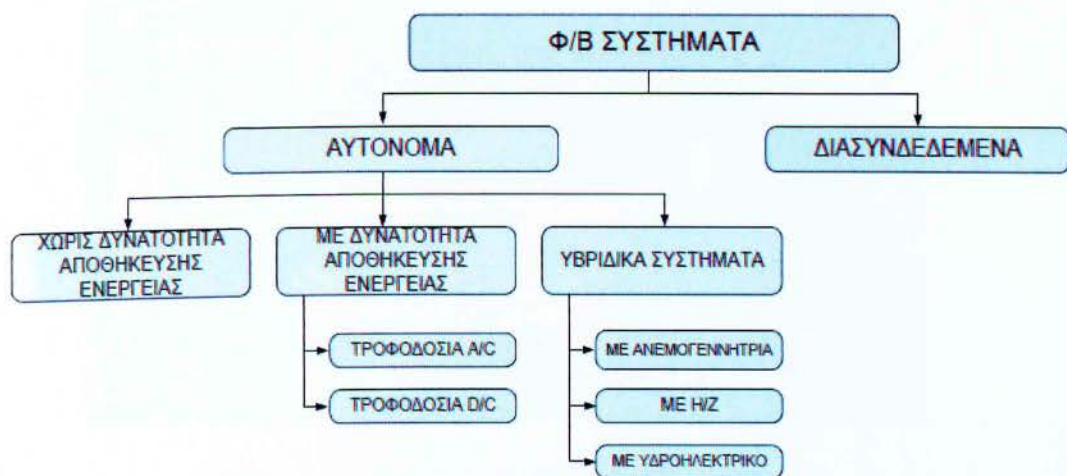 Φ/Β ΣΥΣΤΗΜΑΤΑ
ΑΥΤΟΝΟΜΑ
ΔΙΑΣΥΝΔΕΔΕΜΕΝΑ
ΧΩΡΙΣ ΔΥΝΑΤΟΤΗΤΑ
ΑΠΟΘΗΚΕΥΣΗΣ
ΕΝΕΡΓΕΙΑΣ
ΜΕ ΔΥΝΑΤΟΤΗΤΑ
ΑΠΟΘΗΚΕΥΣΗΣ
ΕΝΕΡΓΕΙΑΣ
ΤΡΟΦΟΔΟΣΙΑ A/C
ΤΡΟΦΟΔΟΣΙΑ D/C
ΥΒΡΙΔΙΚΑ ΣΥΣΤΗΜΑΤΑ
ΜΕ ΑΝΕΜΟΓΕΝΝΗΤΡΙΑ
ΜΕ Η/Ζ
ΜΕ ΥΔΡΟΗΛΕΚΤΡΙΚΟ